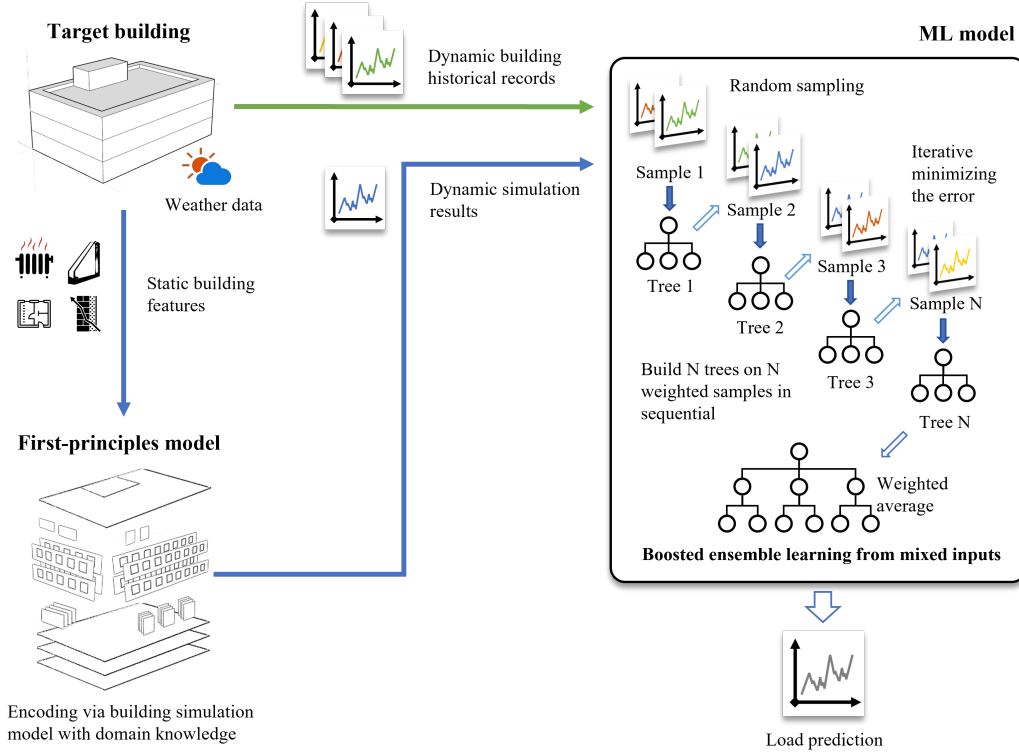 Target building
Weather data
Static building
features
First-principles model
Encoding via building simulation
model with domain knowledge
Dynamic building
historical records
Dynamic simulation
results
ML model
Random sampling
Sample 1
Tree 1
Sample 2
Tree 2
Sample 3
Tree 3
Iterative
minimizing
the error
Sample N
Tree N
Build N trees on N
weighted samples in
sequential
Weighted
average
Boosted ensemble learning from mixed inputs
Load prediction